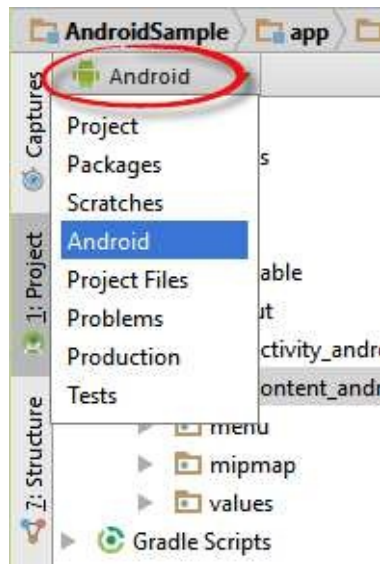 AndroidSample app
Android
Captures
Project
Packages
Scratches
Android
Project Files
Problems
Production
Tests
1: Project
7: Structure
menu
mipmap
values
Gradle Scripts